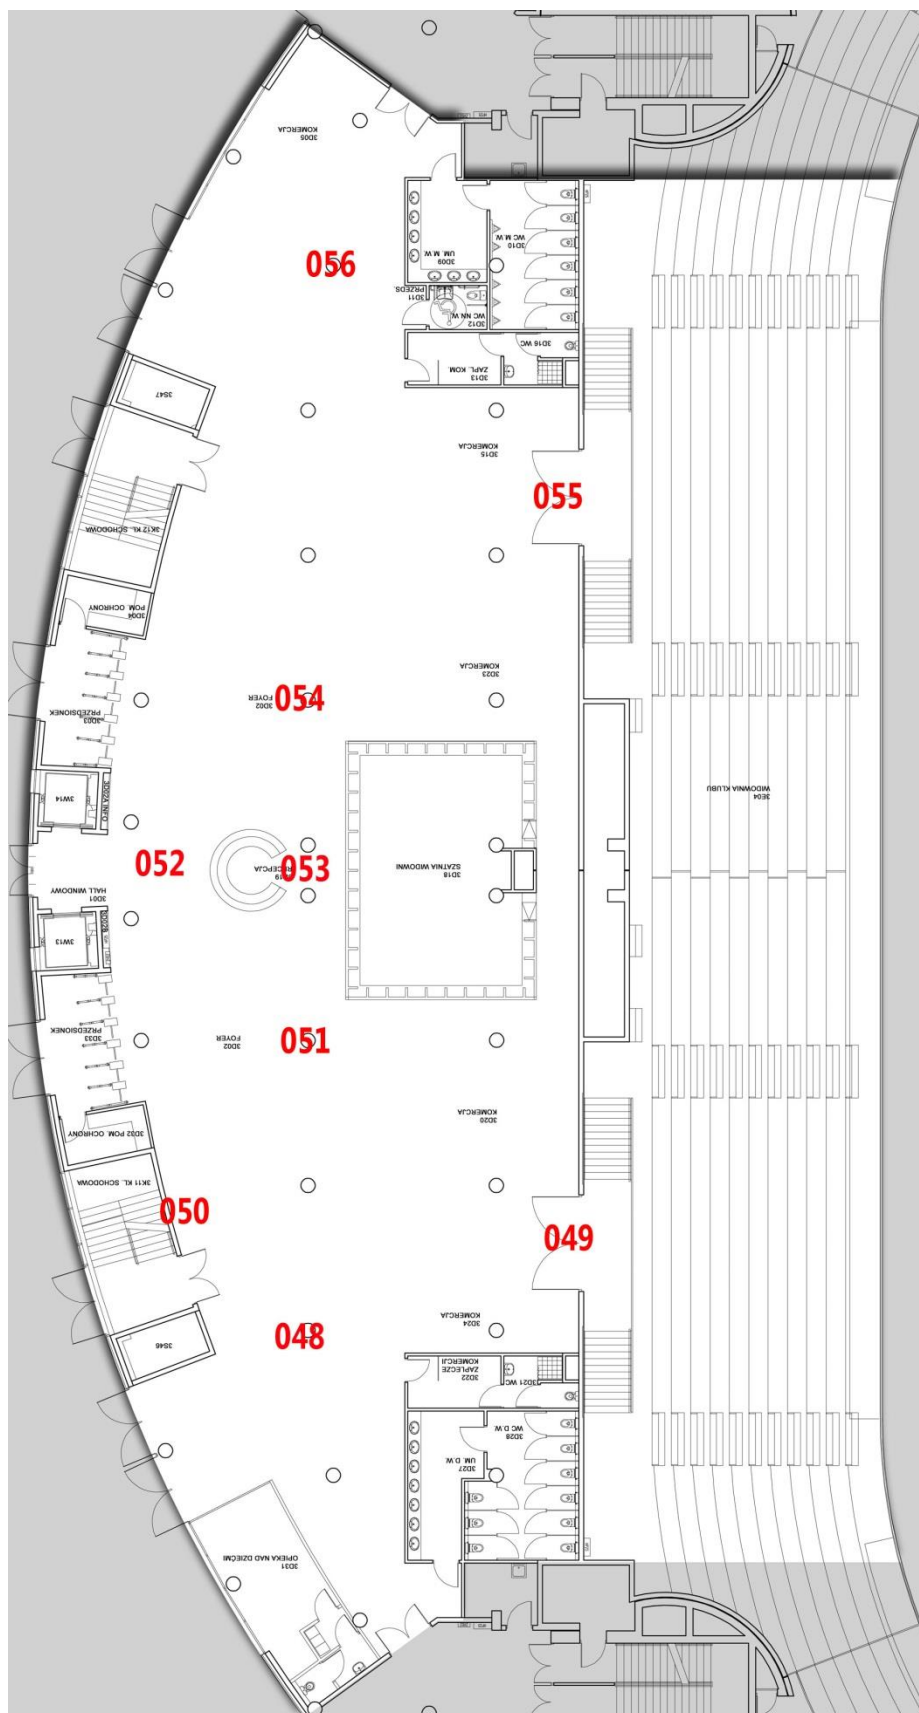 KOMERCJA
3D05
056
UM. M.W.
3D09
WC M.W.
3D10
PRZEDS.
3D11
WC NN W.
3D12
3D16 WC
ZAPL. KOM.
3D13
3S47
KOMERCJA
3D15
055
3K12 KL. SCHODOWA
POM. OCHRONY
3D04
KOMERCJA
3D23
054
FOYER
3D02
PRZEDSIONEK
3D03
3W14
3D02A INFO
WIDOWNIA KLUBU
3E04
052
053
RECEPCJA
SZATNIA WIDOWNI
3D18
HALL WINDOWY
3D01
3W13
3D02B
PRZEDSIONEK
3D33
FOYER
3D02
051
KOMERCJA
3D20
3D32 POM. OCHRONY
3K11 KL. SCHODOWA
050
049
KOMERCJA
3D24
048
3S46
ZAPLECZE
KOMERCJI
3D22
3D21 WC
WC D.W.
3D28
UM. D.W.
3D27
OPIEKA NAD DZIEĆMI
3D31